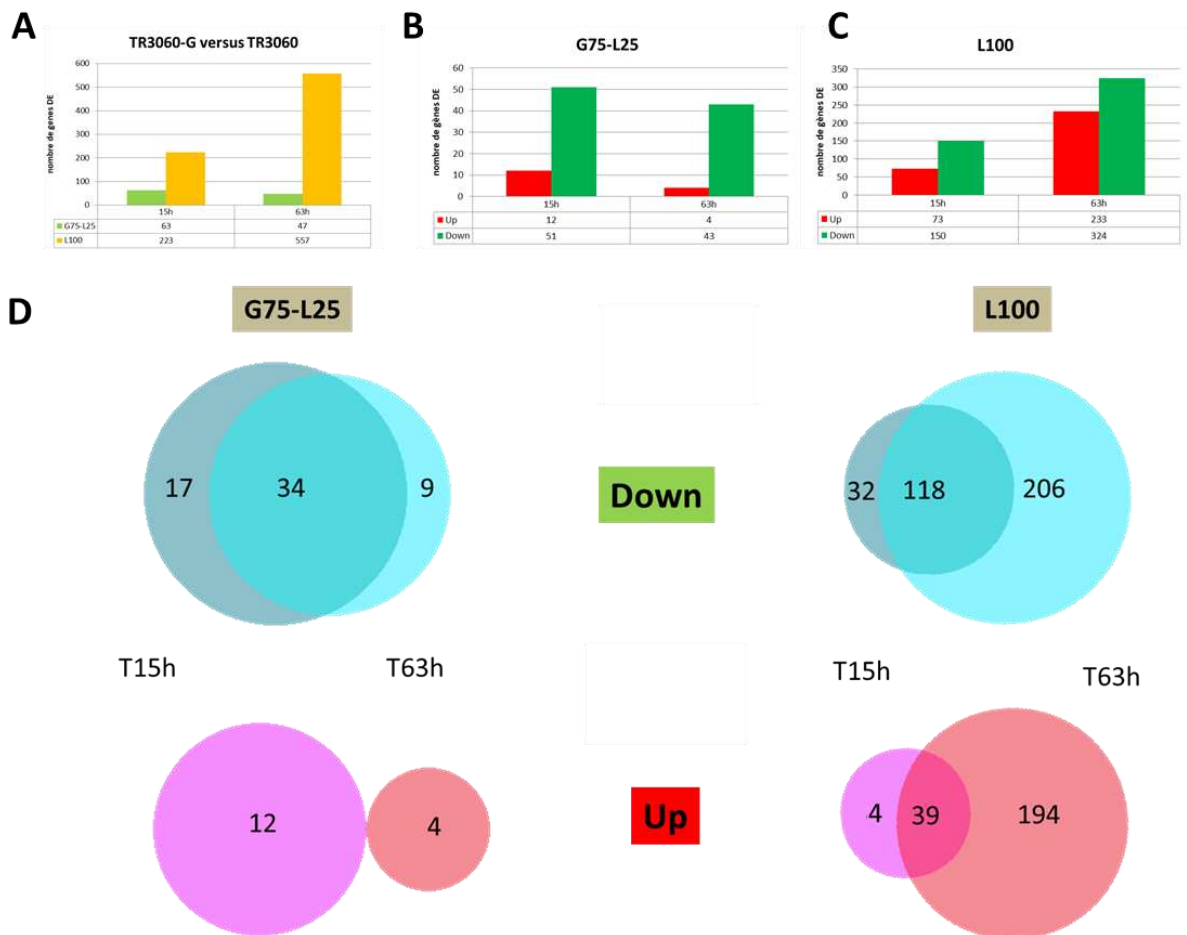 A
TR3060-G versus TR3060
nombre de genes DE
600
500
400
300
200
100
0
15h 63h
G75-L25 63 47
L100 223 557
B
G75-L25
nombre de gènes DE
60
50
40
30
20
10
0
15h 63h
Up 12 4
Down 51 43
C
L100
nombre de gènes DE
350
300
250
200
150
100
50
0
15h 63h
Up 73 233
Down 150 324
D
G75-L25 L100
17 34 9 Down 32 118 206
T15h T63h T15h T63h
12 4 Up 4 39 194